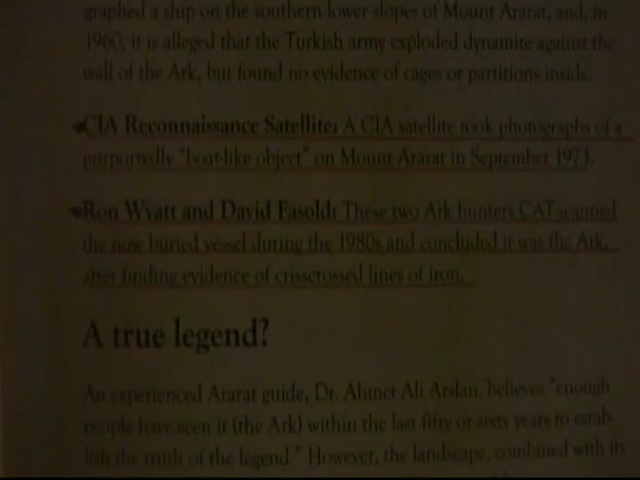 graphed a ship on the southern lower slopes of Mount Ararat, and, in
1960, it is alleged that the Turkish army exploded dynamite against the
wall of the Ark, but found no evidence of cages or partitions inside.
CIA Reconnaissance Satellite: A CIA satellite took photographs of a
purportedly "boat-like object" on Mount Ararat in September 1973.
Ron Wyatt and David Fasold: These two Ark hunters CAT-scanned
the now buried vessel during the 1980s and concluded it was the Ark,
after finding evidence of crisscrossed lines of iron.
A true legend?
An experienced Ararat guide, Dr. Ahmet Ali Arslan, believes "enough
people have seen it (the Ark) within the last fifty or sixty years to estab-
lish the truth of the legend." However, the landscape, combined with its